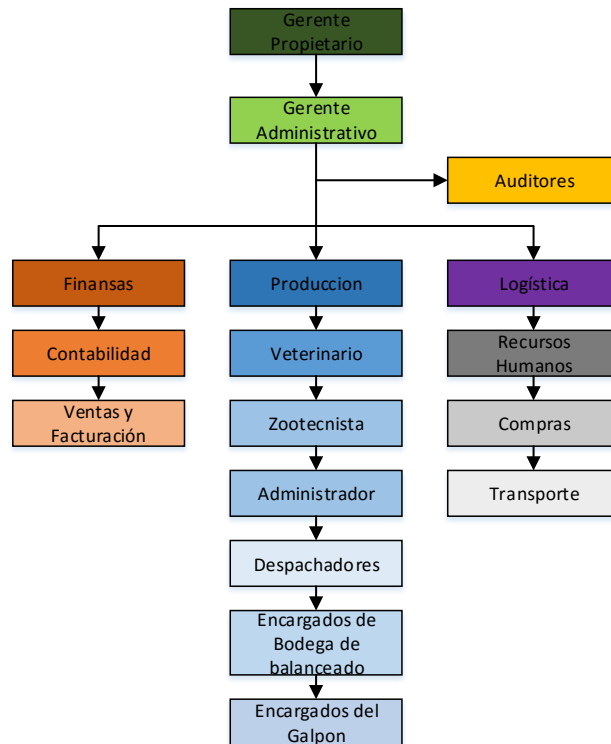 Gerente
Propietario
Gerente
Administrativo
Auditores
Finansas
Produccion
Logística
Contabilidad
Veterinario
Recursos
Humanos
Ventas y
Facturación
Zootecnista
Compras
Administrador
Transporte
Despachadores
Encargados de
Bodega de
balanceado
Encargados del
Galpon